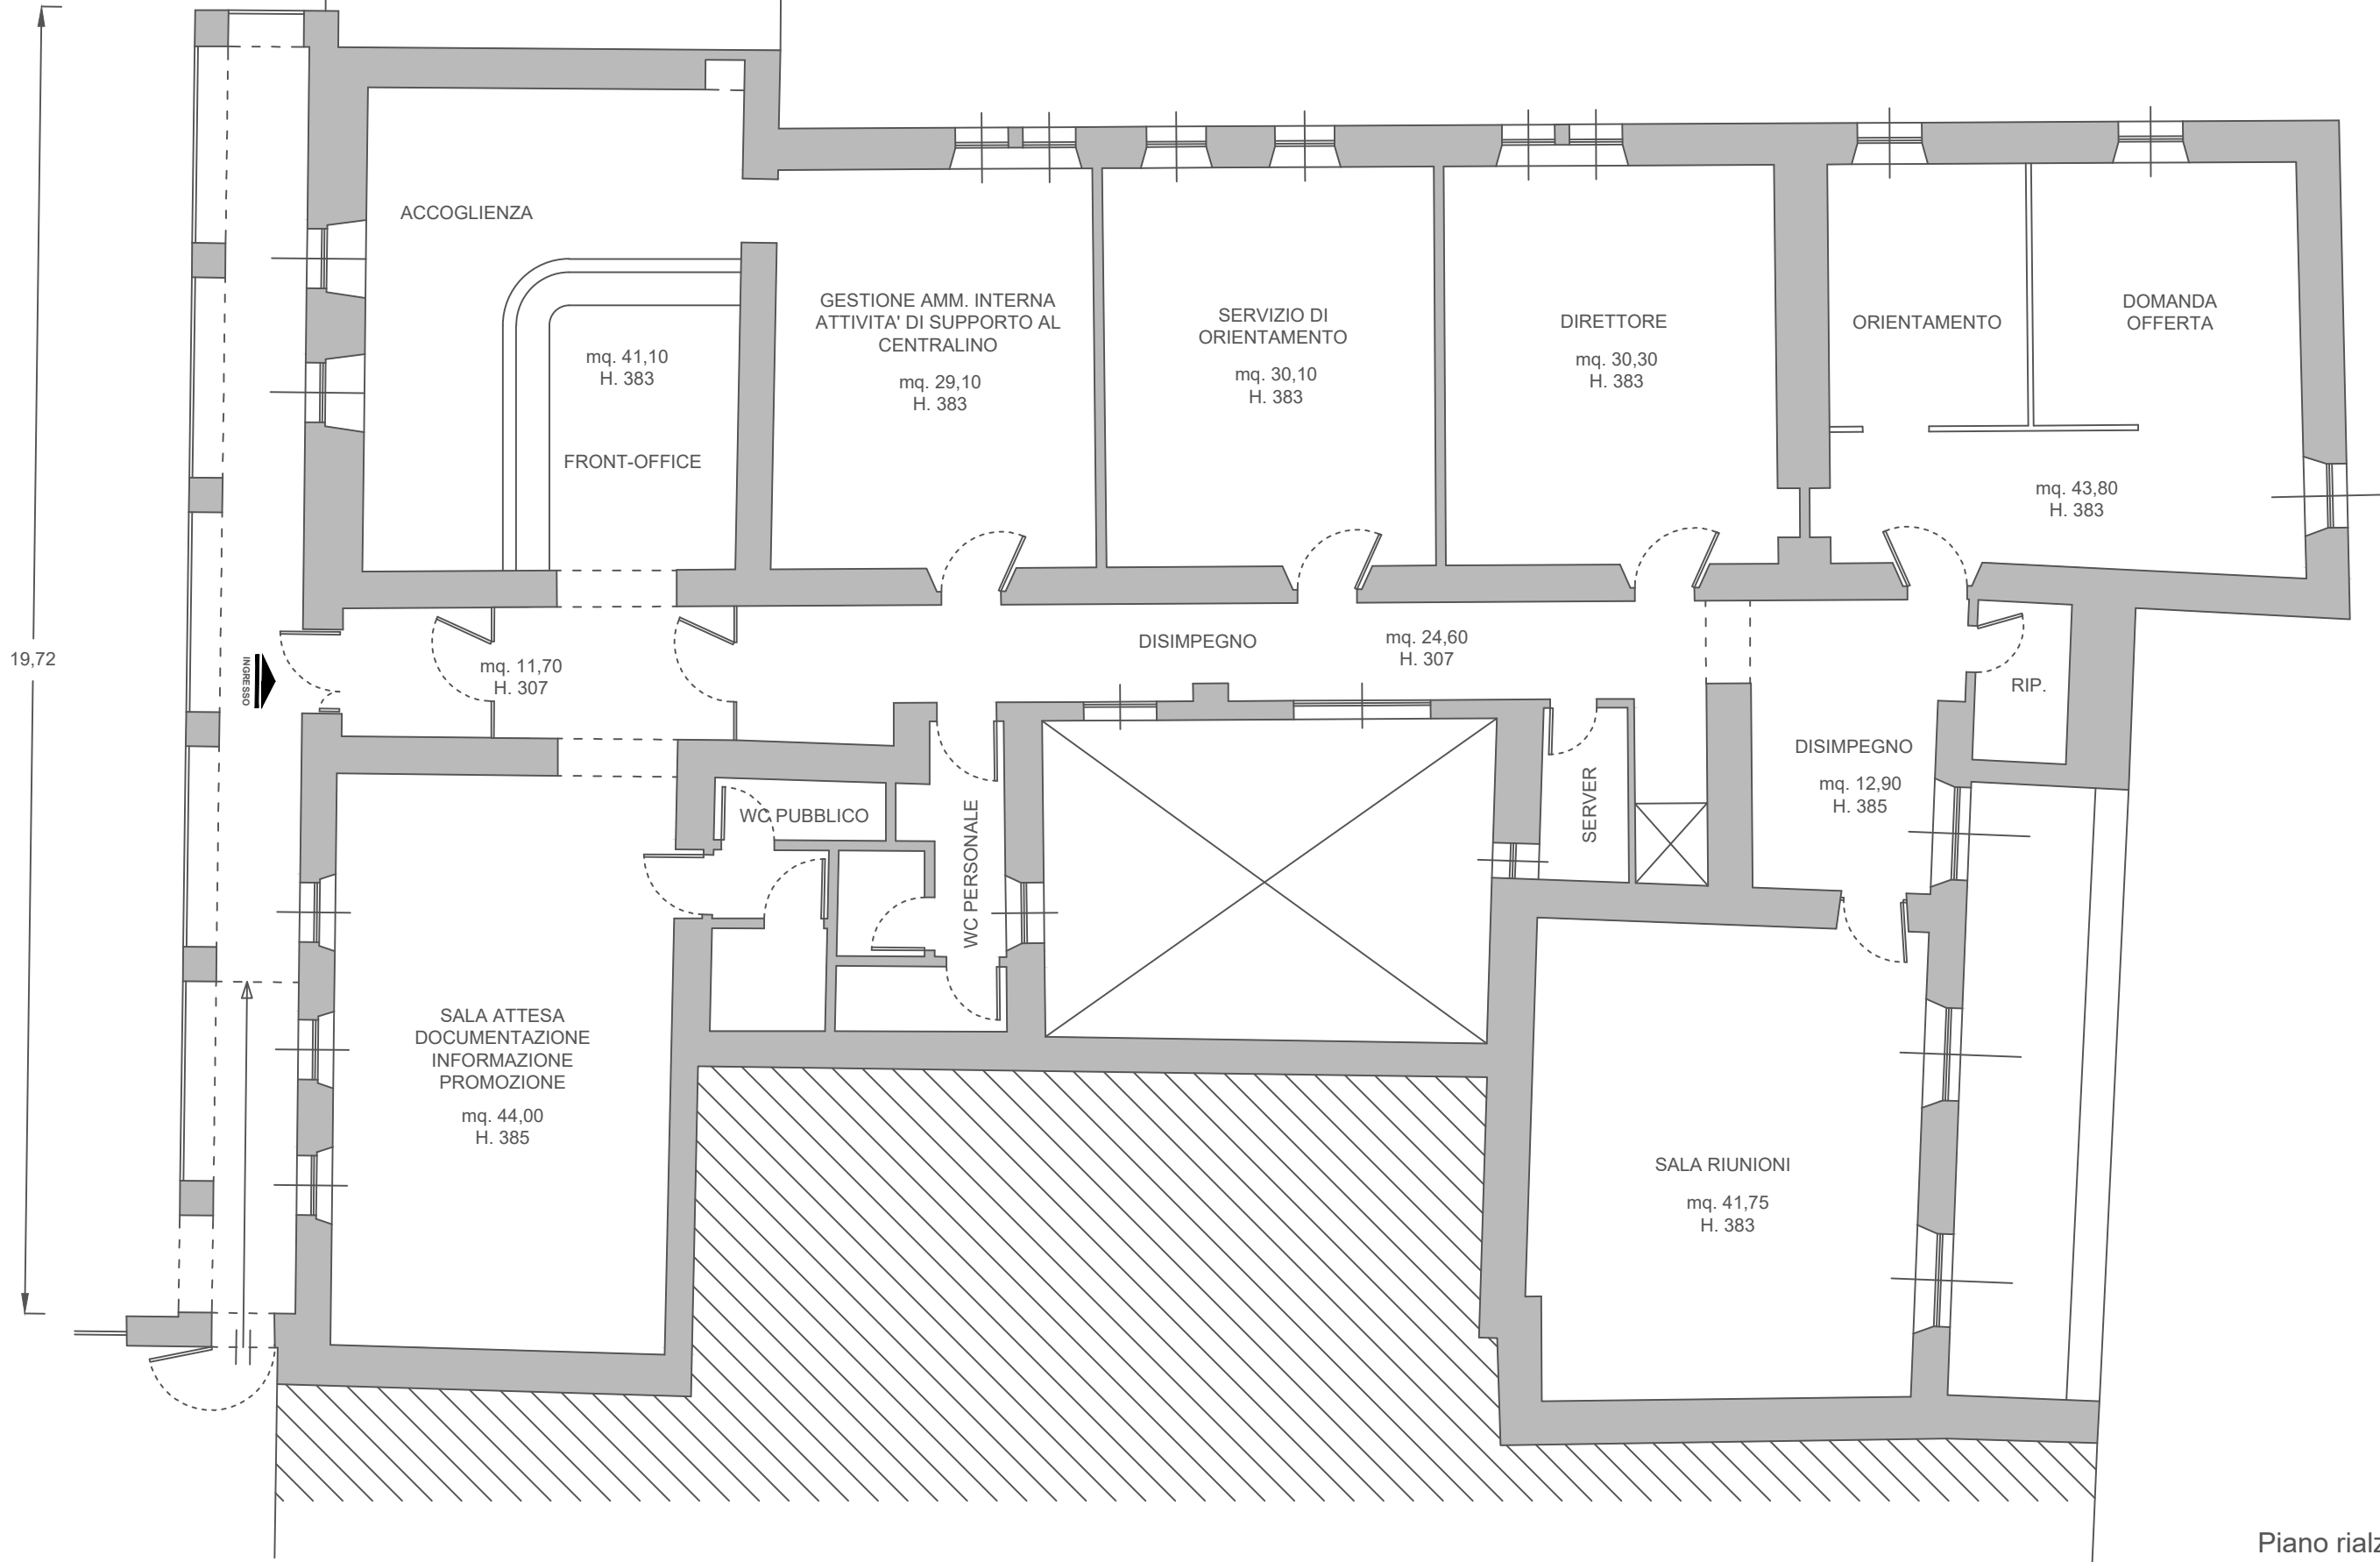 ACCOGLIENZA
mq. 41,10
H. 383
FRONT-OFFICE
GESTIONE AMM. INTERNA
ATTIVITA' DI SUPPORTO AL
CENTRALINO
mq. 29,10
H. 383
SERVIZIO DI
ORIENTAMENTO
mq. 30,10
H. 383
DIRETTORE
mq. 30,30
H. 383
ORIENTAMENTO
DOMANDA
OFFERTA
mq. 43,80
H. 383
19,72
INGRESSO
mq. 11,70
H. 307
DISIMPEGNO
mq. 24,60
H. 307
RIP.
DISIMPEGNO
mq. 12,90
H. 385
WC PUBBLICO
WC PERSONALE
SERVER
SALA ATTESA
DOCUMENTAZIONE
INFORMAZIONE
PROMOZIONE
mq. 44,00
H. 385
SALA RIUNIONI
mq. 41,75
H. 383
Piano